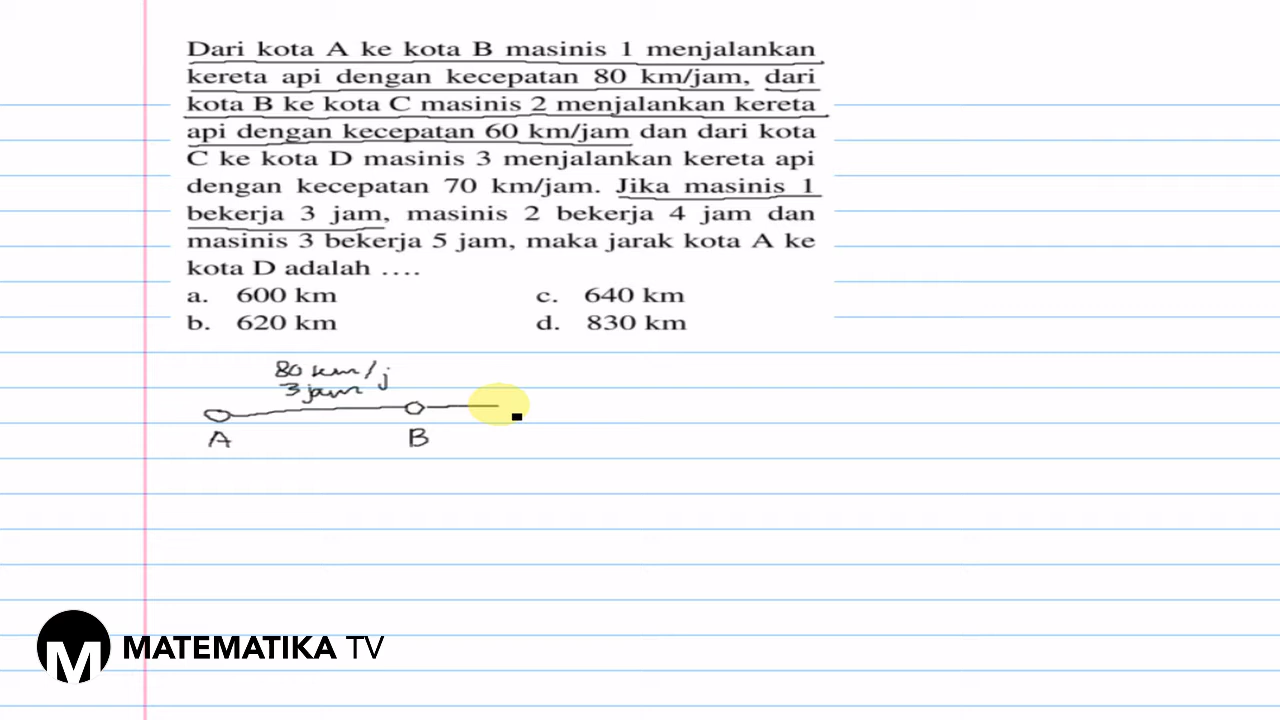 Dari kota A ke kota B masinis 1 menjalankan
kereta api dengan kecepatan 80 km/jam, dari
kota B ke kota C masinis 2 menjalankan kereta
api dengan kecepatan 60 km/jam dan dari kota
C ke kota D masinis 3 menjalankan kereta api
dengan kecepatan 70 km/jam. Jika masinis 1
bekerja 3 jam, masinis 2 bekerja 4 jam dan
masinis 3 bekerja 5 jam, maka jarak kota A ke
kota D adalah ....
a. 600 km c. 640 km
b. 620 km d. 830 km
80 km/j
3 jam
A B
M MATEMATIKA TV